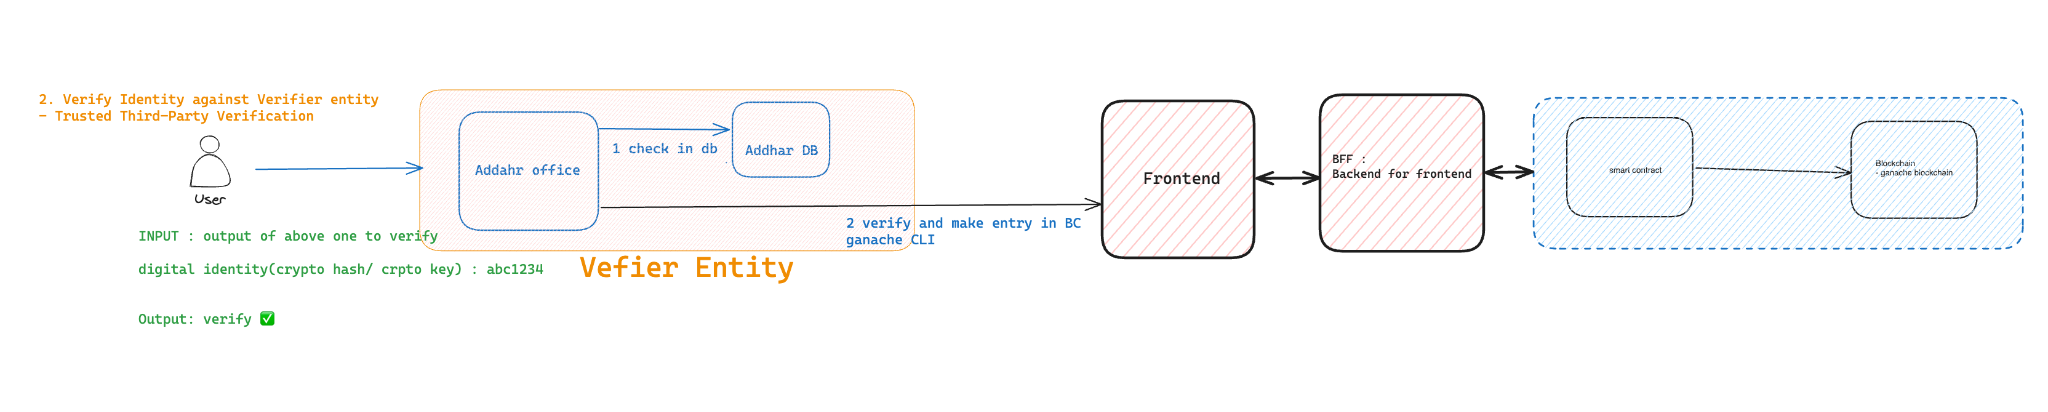 2. Verify Identity against Verifier entity
- Trusted Third-Party Verification
User
INPUT : output of above one to verify
digital identity(crypto hash/ crpto key) : abc1234
Output: verify ✅
Addahr office
1 check in db
Addhar DB
2 verify and make entry in BC
ganache CLI
Vefier Entity
Frontend
BFF :
Backend for frontend
smart contract
Blockchain
- ganache blockchain